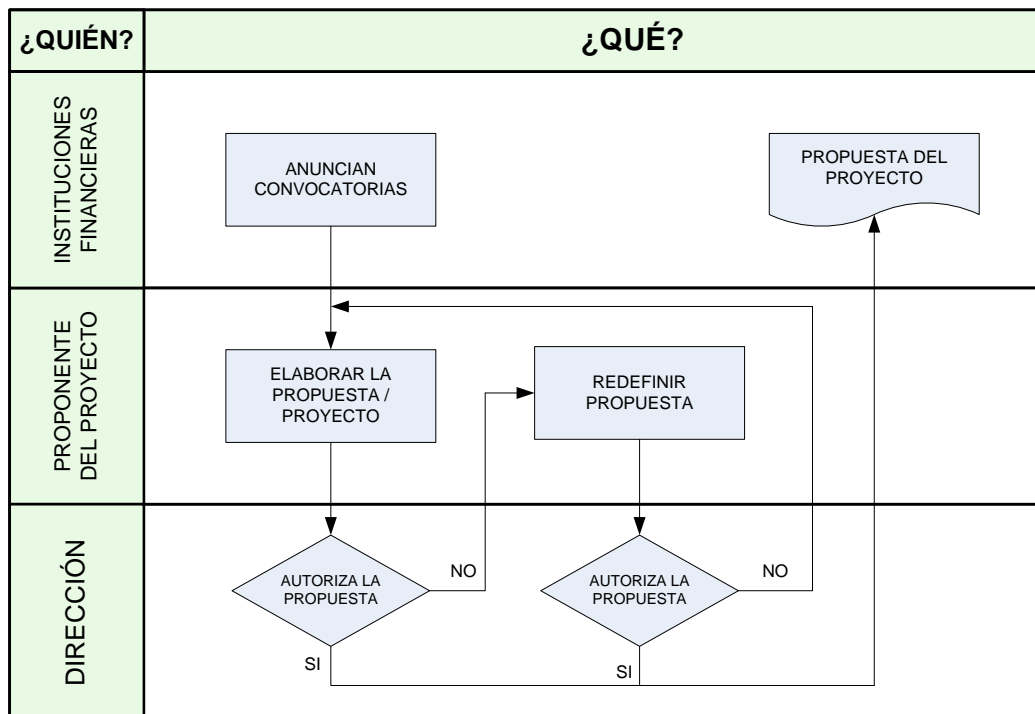 ¿QUIÉN?
¿QUÉ?
INSTITUCIONES
FINANCIERAS
ANUNCIAN
CONVOCATORIAS
PROPUESTA DEL
PROYECTO
PROPONENTE
DEL PROYECTO
ELABORAR LA
PROPUESTA /
PROYECTO
REDEFINIR
PROPUESTA
DIRECCIÓN
AUTORIZA LA
PROPUESTA
NO
SI
AUTORIZA LA
PROPUESTA
NO
SI